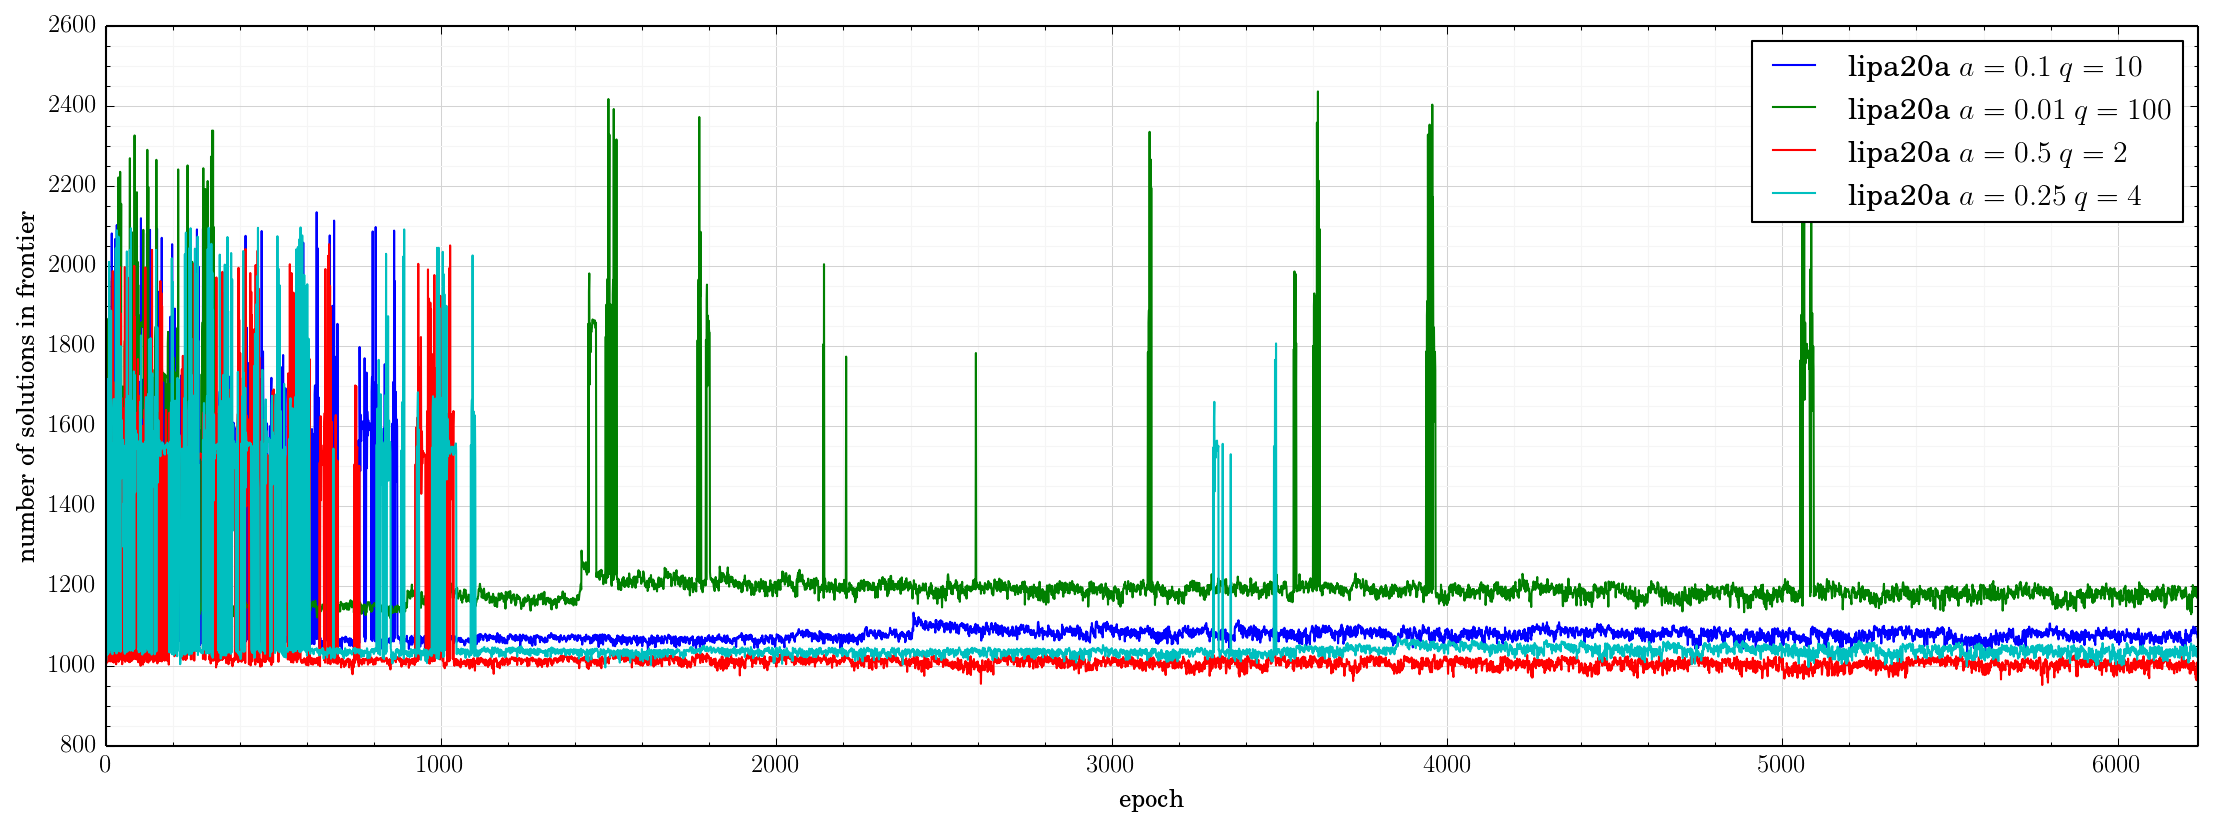 2600
2400
2200
2000
1800
1600
1400
1200
1000
800
number of solutions in frontier
lipa20a a = 0.1 q = 10
lipa20a a = 0.01 q = 100
lipa20a a = 0.5 q = 2
lipa20a a = 0.25 q = 4
0 1000 2000 3000 4000 5000 6000
epoch